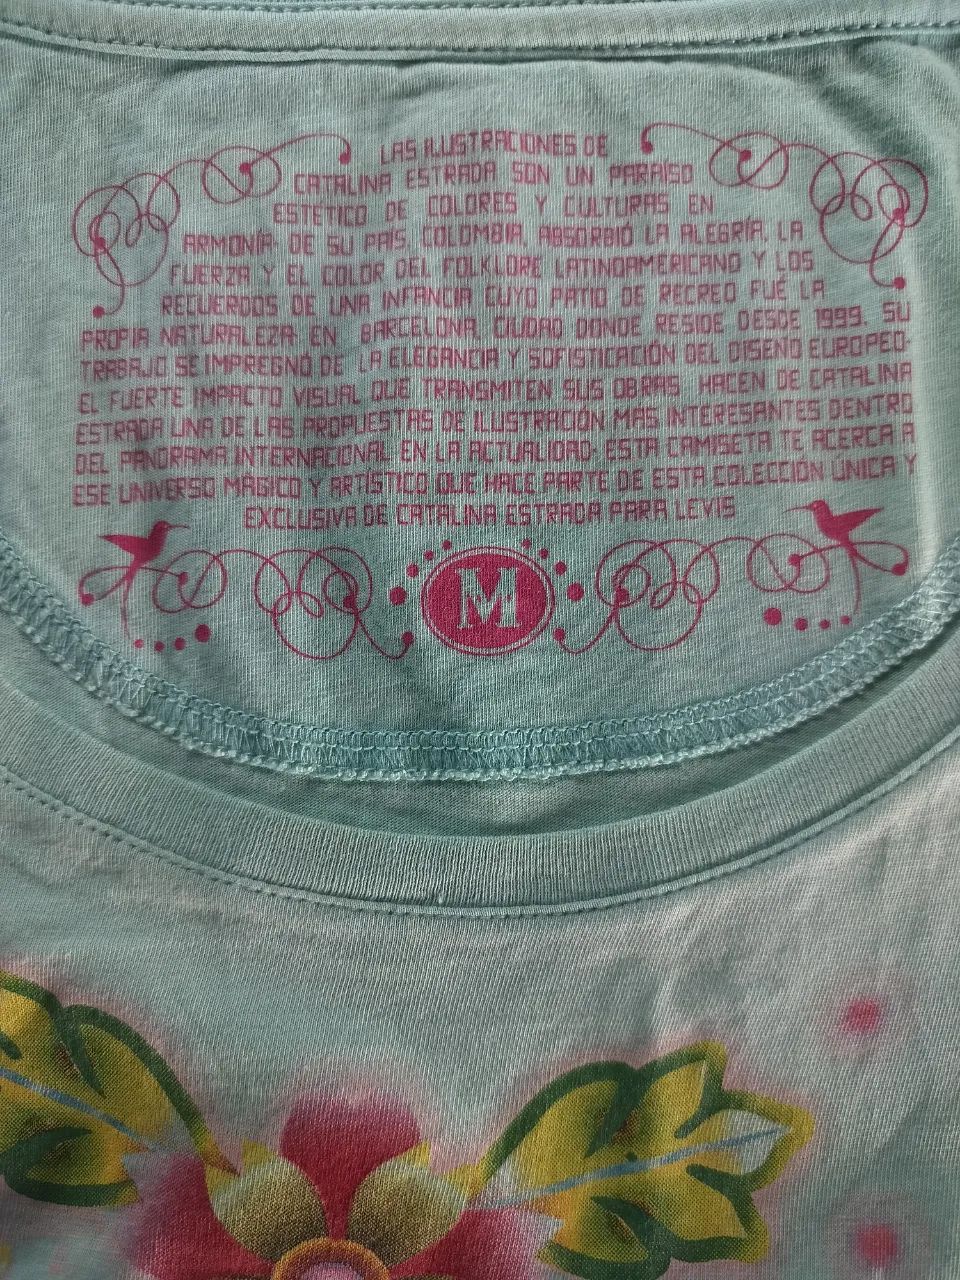 LAS ILUSTRACIONES DE
CATALINA ESTRADA SON UN PARAÍSO
ESTÉTICO DE COLORES Y CULTURAS EN
ARMONÍA. DE SU PAÍS, COLOMBIA, ABSORBIÓ LA ALEGRÍA, LA
FUERZA Y EL COLOR DEL FOLKLORE LATINOAMERICANO Y LOS
RECUERDOS DE UNA INFANCIA CUYO PATIO DE RECREO FUÉ LA
PROPIA NATURALEZA. EN BARCELONA, CIUDAD DONDE RESIDE DESDE 1999, SU
TRABAJO SE IMPREGNÓ DE LA ELEGANCIA Y SOFISTICACIÓN DEL DISEÑO EUROPEO.
EL FUERTE IMPACTO VISUAL QUE TRANSMITEN SUS OBRAS, HACEN DE CATALINA
ESTRADA UNA DE LAS PROPUESTAS DE ILUSTRACIÓN MAS INTERESANTES DENTRO
DEL PANORAMA INTERNACIONAL EN LA ACTUALIDAD. ESTA CAMISETA TE ACERCA A
ESE UNIVERSO MÁGICO Y ARTÍSTICO QUE HACE PARTE DE ESTA COLECCIÓN ÚNICA Y
EXCLUSIVA DE CATALINA ESTRADA PARA LEVIS
M